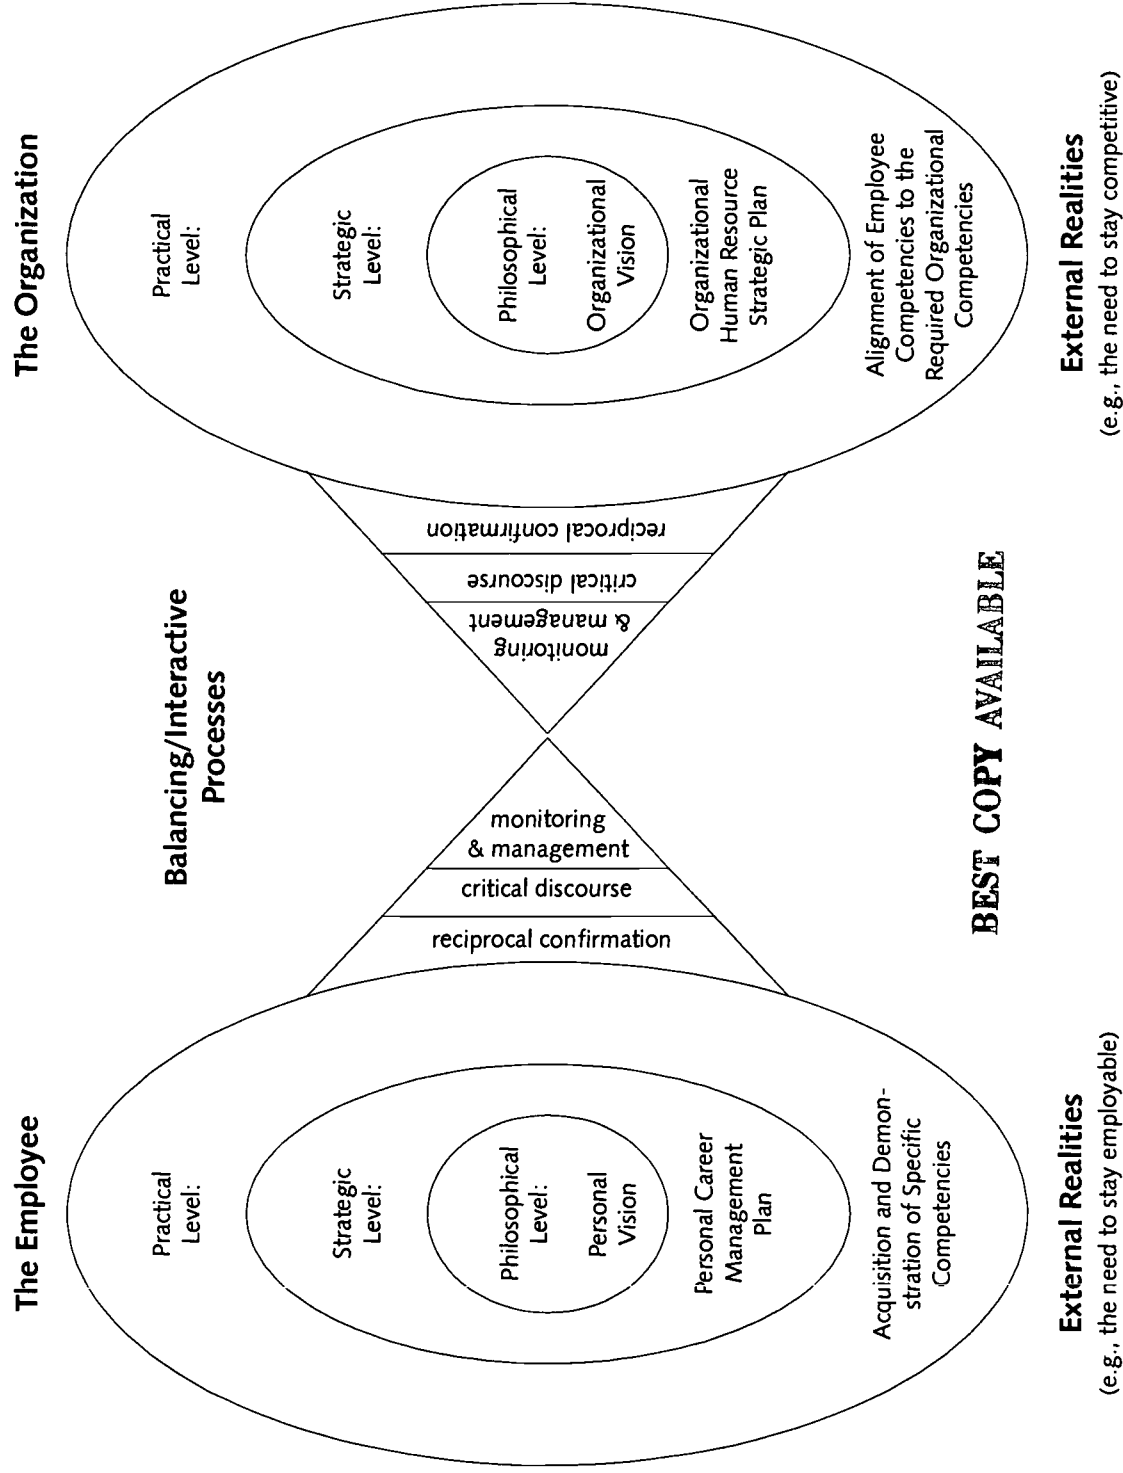 The Employee
Practical
Level:
Strategic
Level:
Philosophical
Level:
Personal
Vision
Personal Career
Management
Plan
Acquisition and Demon-
stration of Specific
Competencies
External Realities
(e.g., the need to stay employable)
Balancing/Interactive
Processes
reciprocal confirmation
critical discourse
monitoring
& management
monitoring
& management
critical discourse
reciprocal confirmation
BEST COPY AVAILABLE
The Organization
Practical
Level:
Strategic
Level:
Philosophical
Level:
Organizational
Vision
Organizational
Human Resource
Strategic Plan
Alignment of Employee
Competencies to the
Required Organizational
Competencies
External Realities
(e.g., the need to stay competitive)